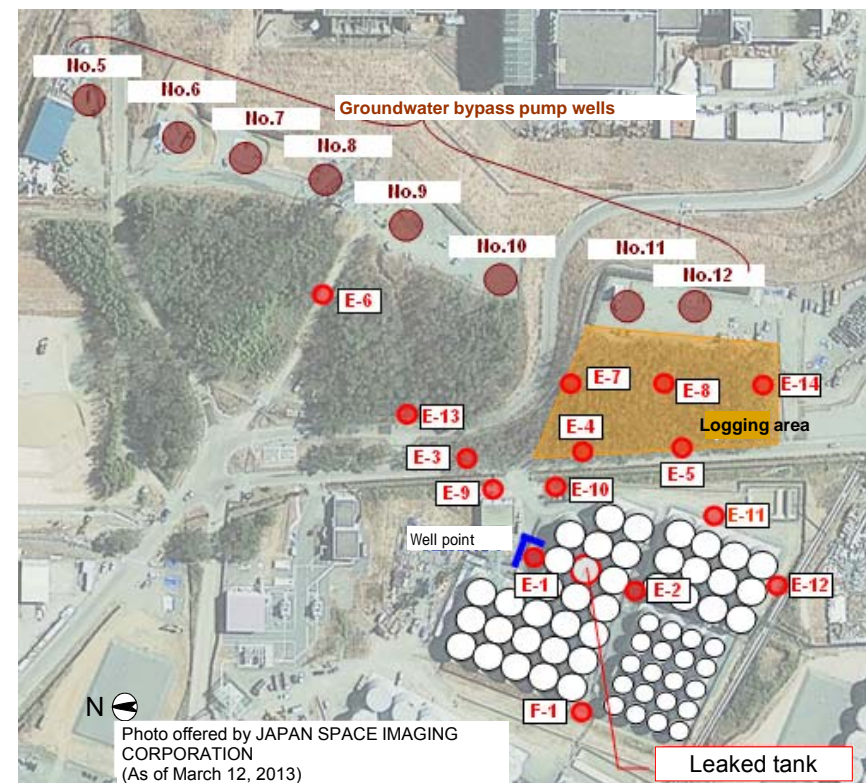 No.5
No.6
No.7
Groundwater bypass pump wells
No.8
No.9
No.10
No.11
No.12
E-6
E-7
E-8
E-14
E-13
Logging area
E-4
E-3
E-5
E-9
E-10
E-11
Well point
E-1
E-2
E-12
N
F-1
Photo offered by JAPAN SPACE IMAGING
CORPORATION
(As of March 12, 2013)
Leaked tank